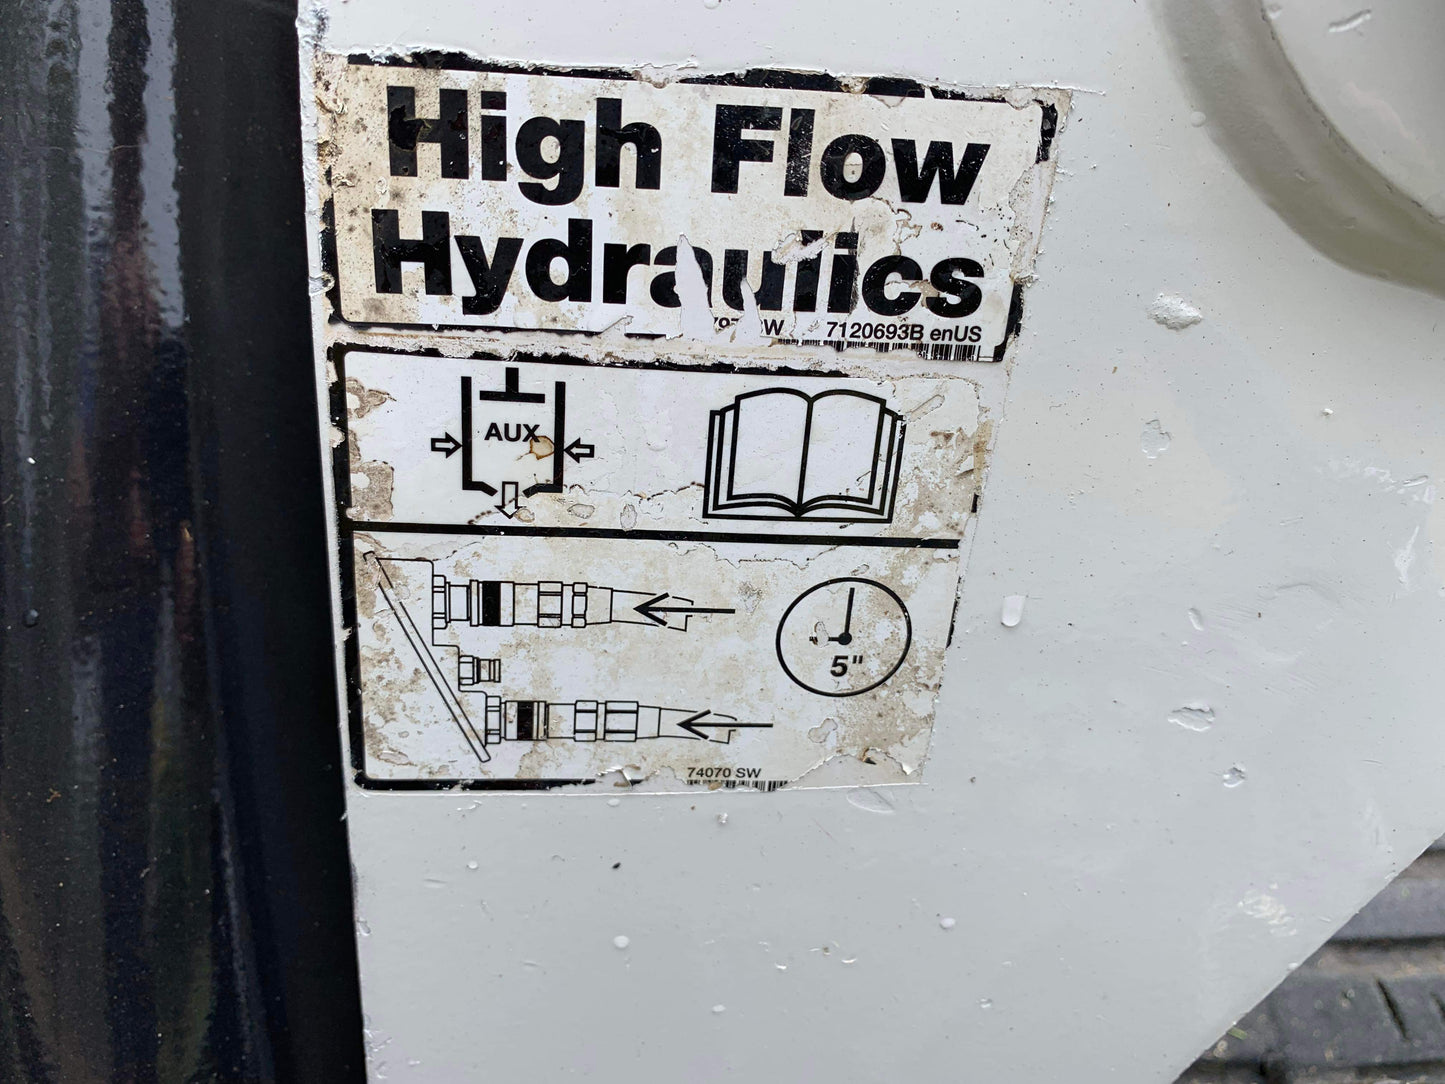 High Flow
Hydraulics
7120693B enUS
AUX
5"
74070 SW